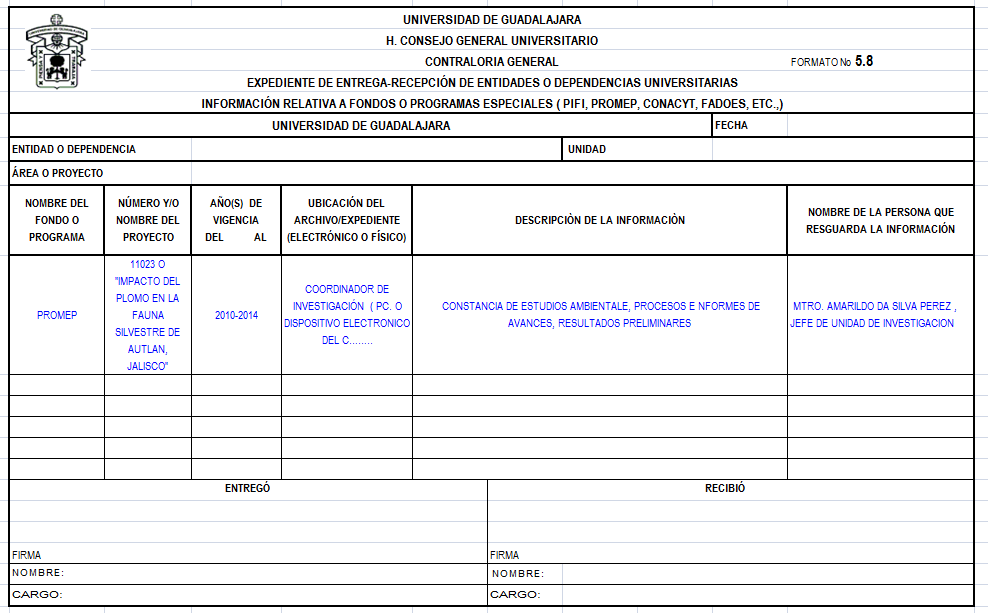 UNIVERSIDAD DE GUADALAJARA
H. CONSEJO GENERAL UNIVERSITARIO
CONTRALORIA GENERAL
FORMATO No 5.8
EXPEDIENTE DE ENTREGA-RECEPCIÓN DE ENTIDADES O DEPENDENCIAS UNIVERSITARIAS
INFORMACIÓN RELATIVA A FONDOS O PROGRAMAS ESPECIALES ( PIFI, PROMEP, CONACYT, FADOES, ETC.,)
UNIVERSIDAD DE GUADALAJARA
FECHA
ENTIDAD O DEPENDENCIA
UNIDAD
ÁREA O PROYECTO
NOMBRE DEL
FONDO O
PROGRAMA
NÚMERO Y/O
NOMBRE DEL
PROYECTO
AÑO(S) DE
VIGENCIA
DEL AL
UBICACIÓN DEL
ARCHIVO/EXPEDIENTE
(ELECTRÓNICO O FÍSICO)
DESCRIPCIÓN DE LA INFORMACIÓN
NOMBRE DE LA PERSONA QUE
RESGUARDA LA INFORMACIÓN
PROMEP
11023 O
"IMPACTO DEL
PLOMO EN LA
FAUNA
SILVESTRE DE
AUTLAN,
JALISCO"
2010-2014
COORDINADOR DE
INVESTIGACIÓN ( PC. O
DISPOSITIVO ELECTRONICO
DEL C........
CONSTANCIA DE ESTUDIOS AMBIENTALE, PROCESOS E NFORMES DE
AVANCES, RESULTADOS PRELIMINARES
MTRO. AMARILDO DA SILVA PEREZ ,
JEFE DE UNIDAD DE INVESTIGACION
ENTREGÓ
RECIBIÓ
FIRMA
FIRMA
NOMBRE:
NOMBRE:
CARGO:
CARGO: